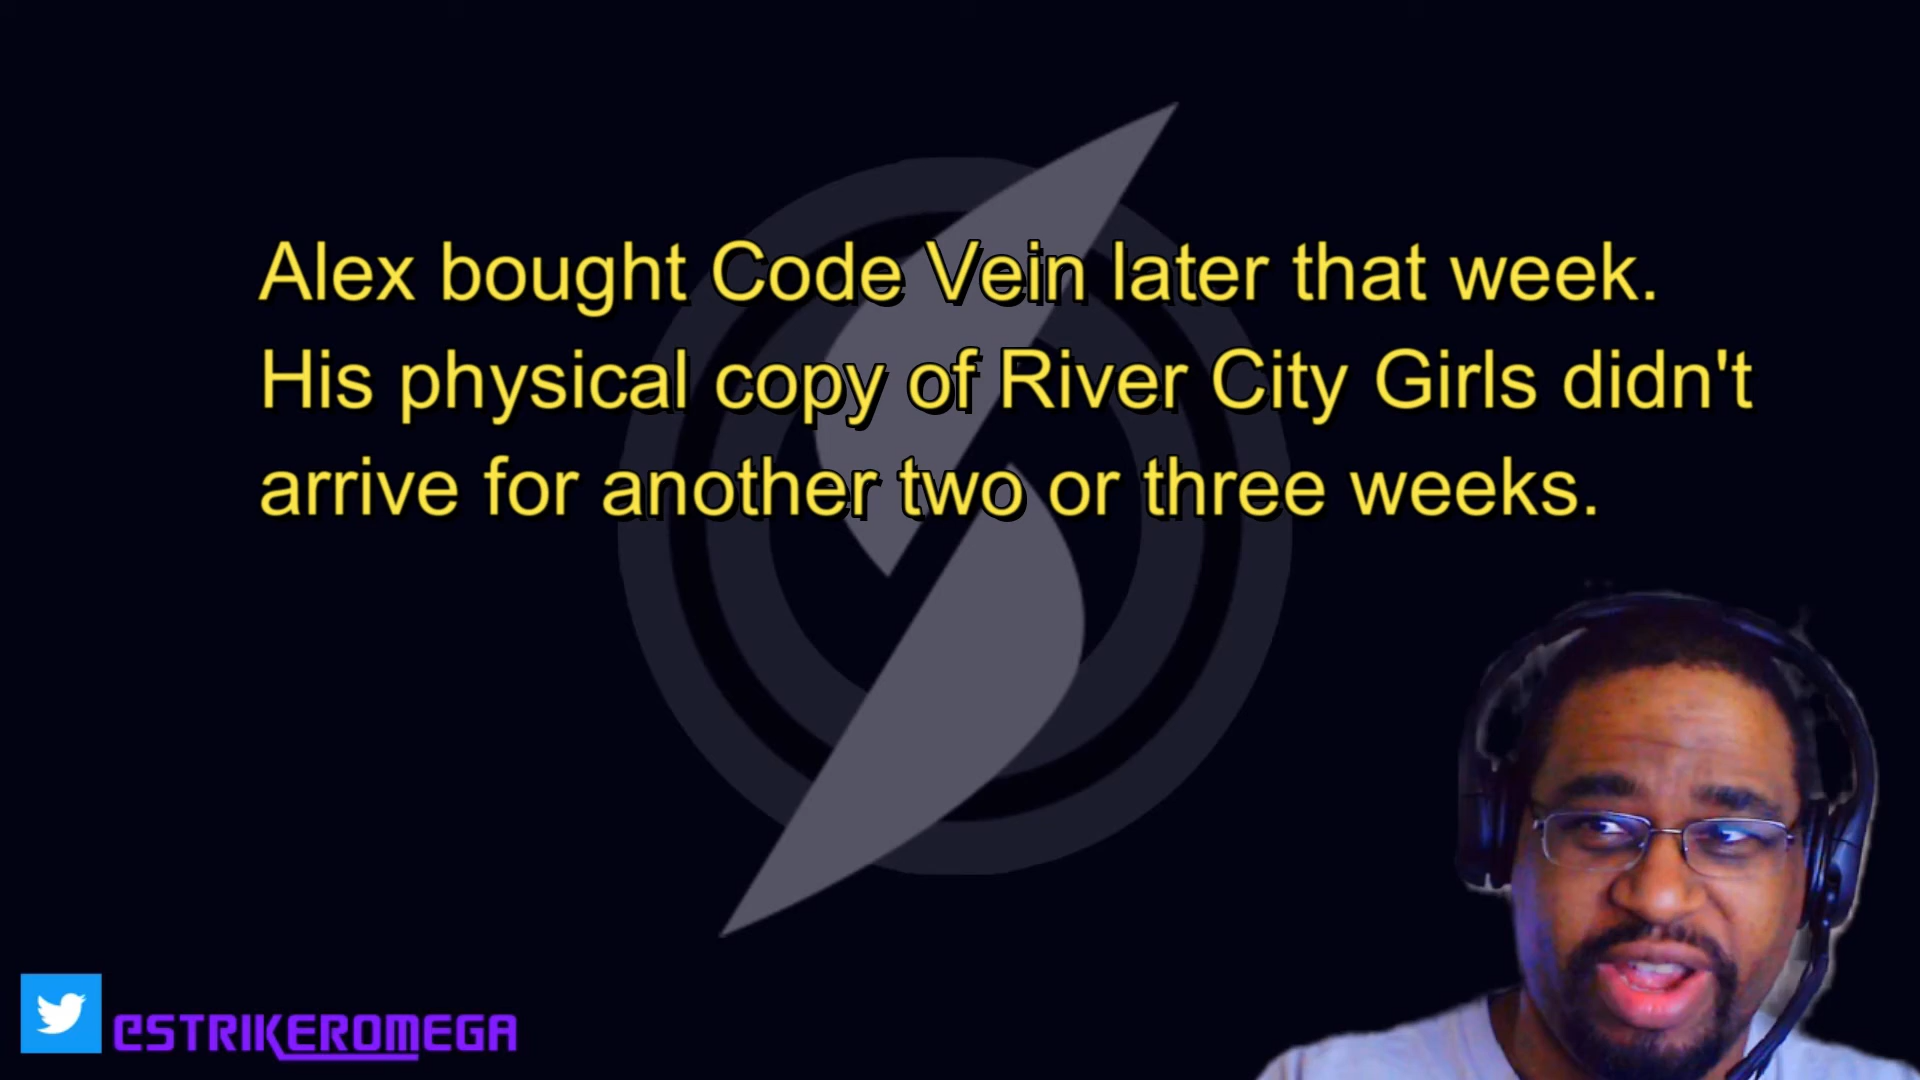 Alex bought Code Vein later that week.
His physical copy of River City Girls didn't
arrive for another two or three weeks.
@STRIKEROMEGA